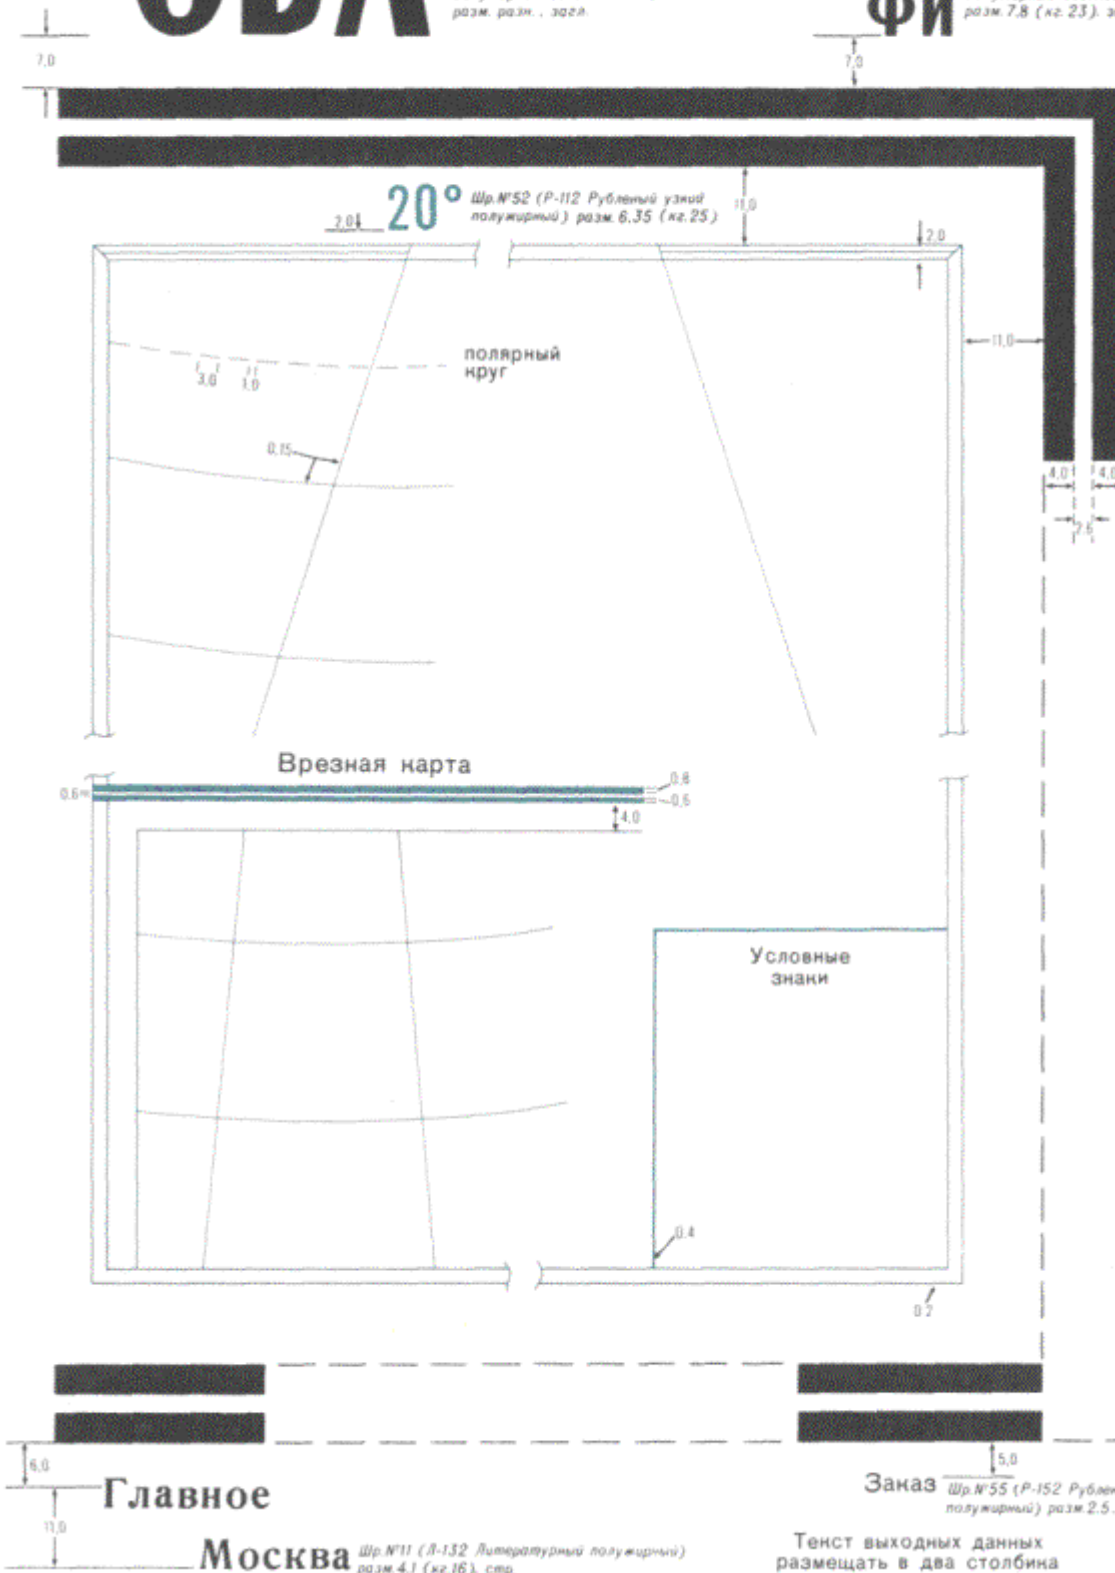 разм. разн., загл.
ФИ
разм. 7.8 (кг. 23). з
7,0
7,0
20°
Шр.№52 (Р-112 Рубленый узкий
полужирный) разм. 6.35 (кг. 25)
11,0
2,0
2,0
11,0
полярный
круг
3,0
1,0
0,15
4,0
4,0
2,6
Врезная карта
0,6
0,8
0,6
4,0
Условные
знаки
0,4
0,2
6,0
Главное
5,0
Заказ
Шр.№55 (Р-152 Рублен
полужирный) разм. 2.5.
11,0
Москва
Шр.№11 (Л-132 Литературный полужирный)
разм. 4.1 (кг. 16), стр
Текст выходных данных
размещать в два столбика